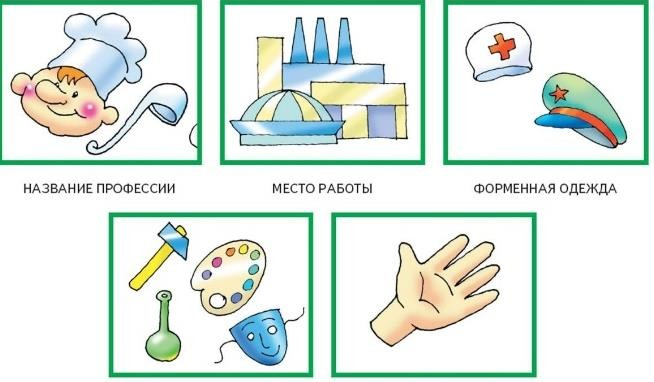 НАЗВАНИЕ ПРОФЕССИИ
МЕСТО РАБОТЫ
ФОРМЕННАЯ ОДЕЖДА